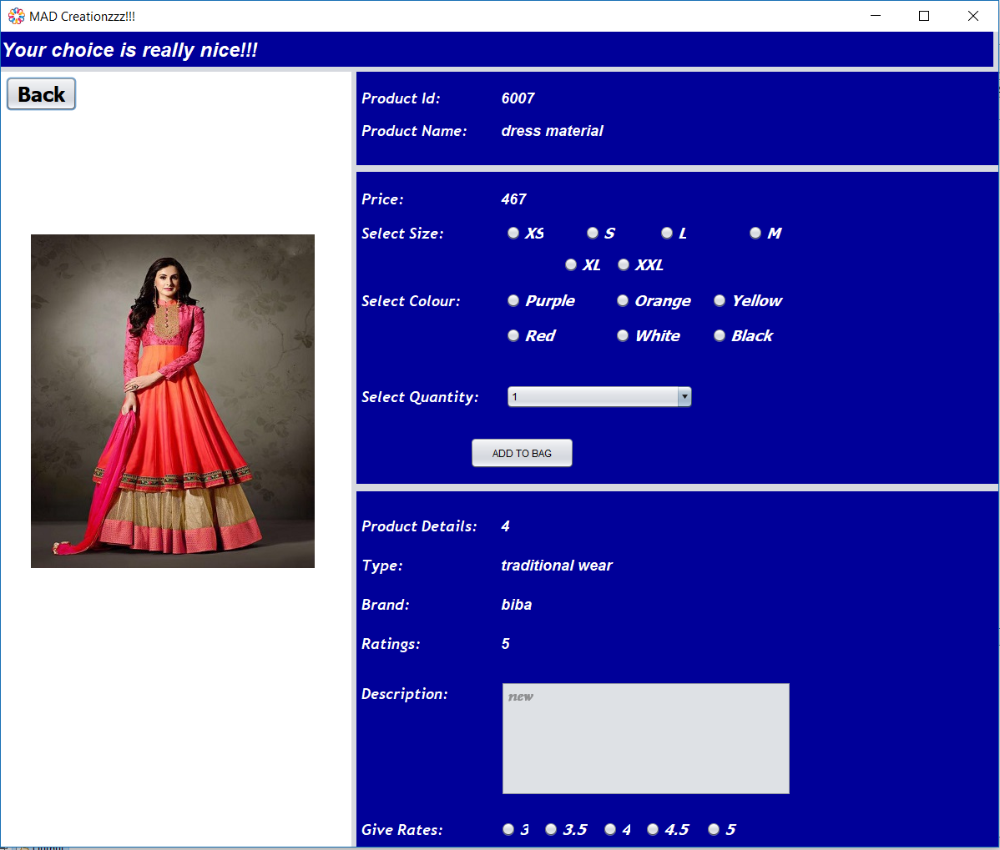 MAD Creationzzz!!!
Your choice is really nice!!!
Back
Product Id: 6007
Product Name: dress material
Price: 467
Select Size: XS S L M
XL XXL
Select Colour: Purple Orange Yellow
Red White Black
Select Quantity: 1
ADD TO BAG
Product Details: 4
Type: traditional wear
Brand: biba
Ratings: 5
Description: new
Give Rates: 3 3.5 4 4.5 5